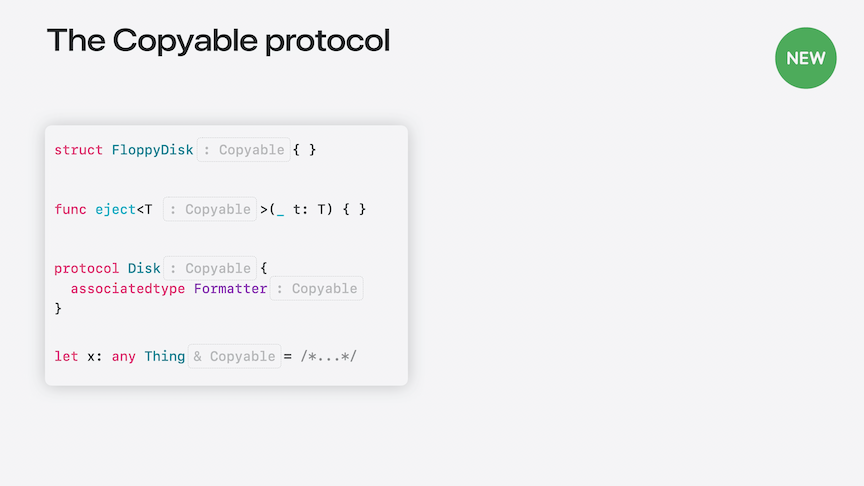 The Copyable protocol
NEW
struct FloppyDisk : Copyable { }
func eject<T : Copyable >(_ t: T) { }
protocol Disk : Copyable {
associatedtype Formatter : Copyable
}
let x: any Thing & Copyable = /*...*/